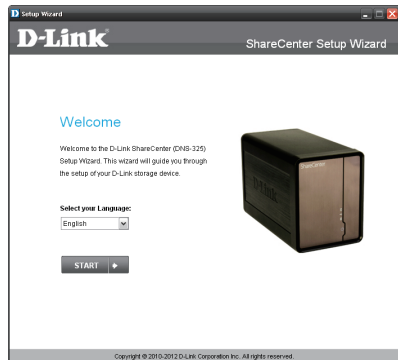 D Setup Wizard
D-Link
ShareCenter Setup Wizard
Welcome
Welcome to the D-Link ShareCenter (DNS-325)
Setup Wizard. This wizard will guide you through
the setup of your D-Link storage device.
Select your Language:
English
START
ShareCenter
D-Link
Copyright © 2010-2012 D-Link Corporation Inc. All rights reserved.